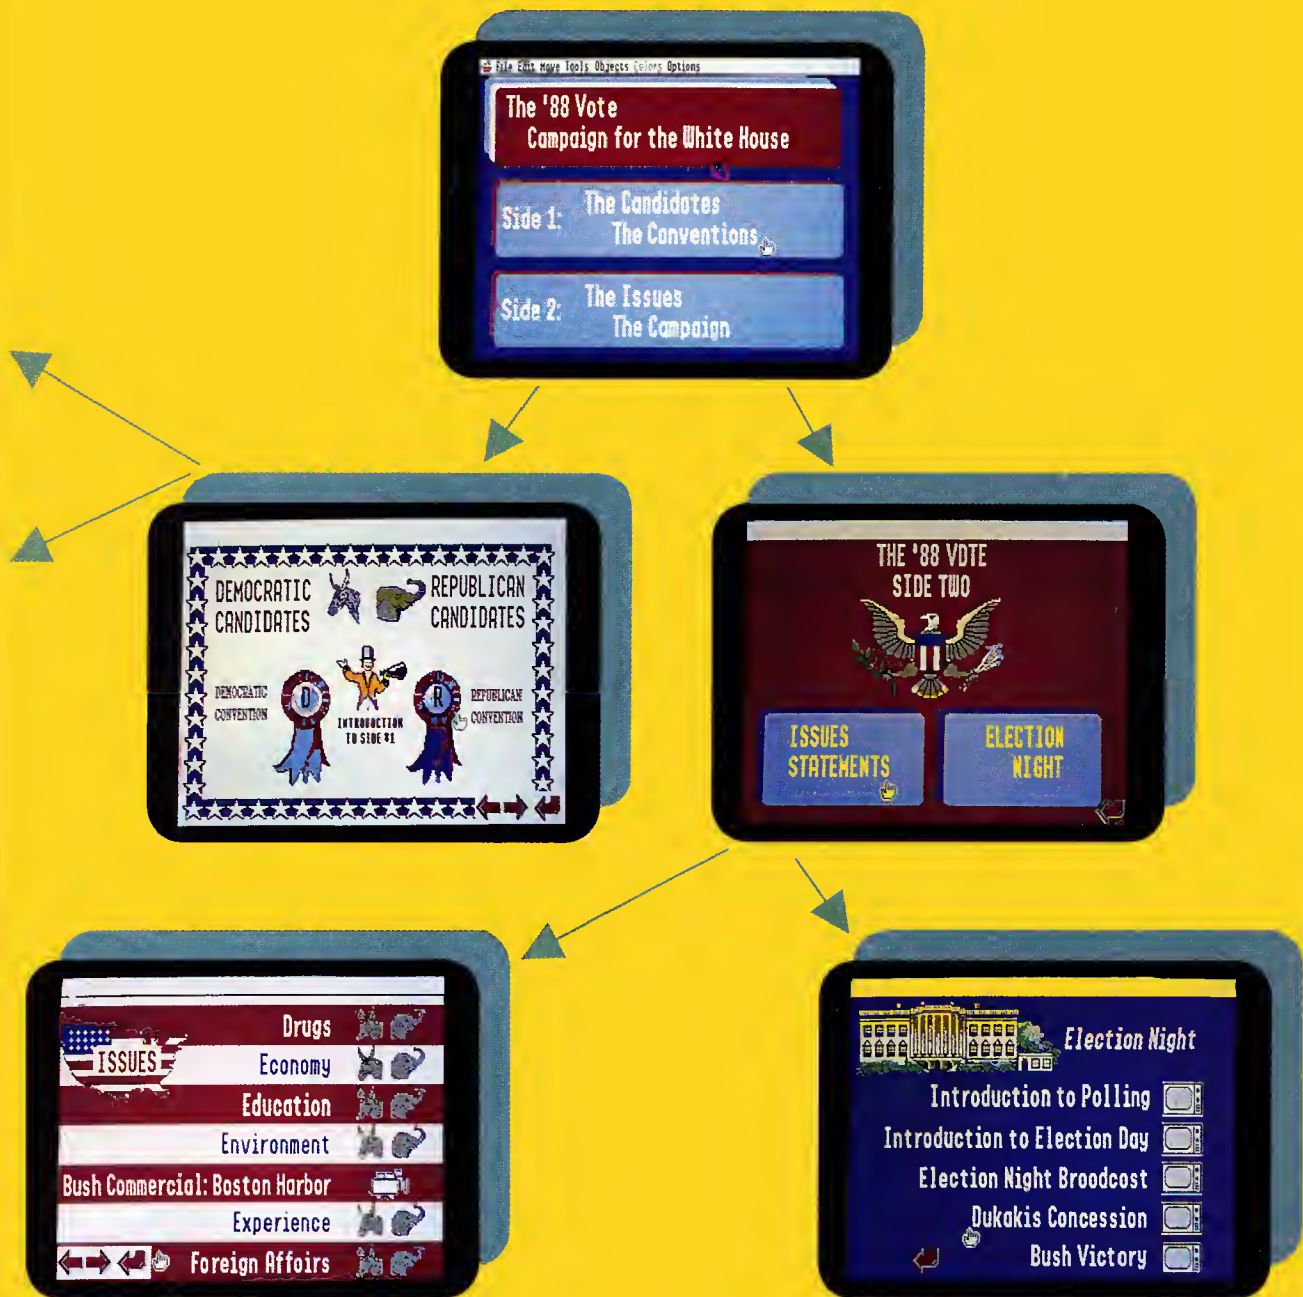 File Edit Move Tools Objects Colors Options
The '88 Vote
Campaign for the White House
Side 1: The Candidates
The Conventions
Side 2: The Issues
The Campaign
DEMOCRATIC
CANDIDATES
REPUBLICAN
CANDIDATES
DEMOCRATIC
CONVENTION
D
INTRODUCTION
TO SIDE #1
R
REPUBLICAN
CONVENTION
THE '88 VOTE
SIDE TWO
ISSUES
STATEMENTS
ELECTION
NIGHT
ISSUES
Drugs
Economy
Education
Environment
Bush Commercial: Boston Harbor
Experience
Foreign Affairs
Election Night
Introduction to Polling
Introduction to Election Day
Election Night Broadcast
Dukakis Concession
Bush Victory